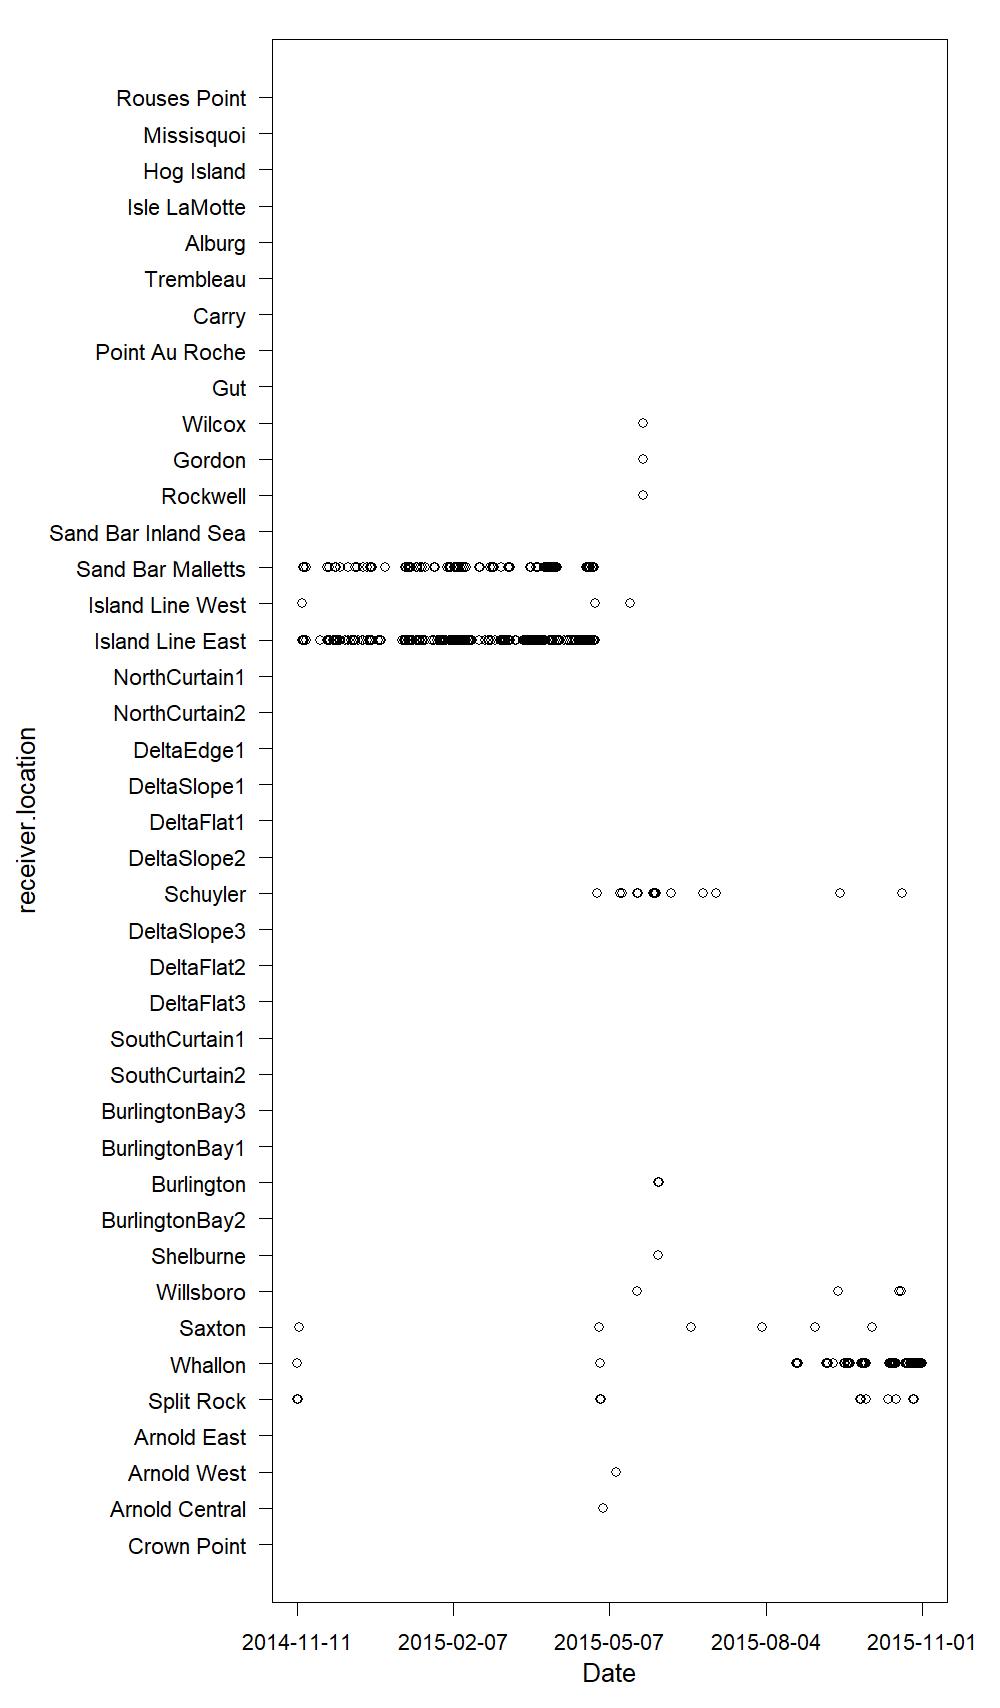 Rouses Point
Missisquoi
Hog Island
Isle LaMotte
Alburg
Trembleau
Carry
Point Au Roche
Gut
Wilcox
Gordon
Rockwell
Sand Bar Inland Sea
Sand Bar Malletts
Island Line West
Island Line East
NorthCurtain1
NorthCurtain2
DeltaEdge1
DeltaSlope1
DeltaFlat1
DeltaSlope2
Schuyler
DeltaSlope3
DeltaFlat2
DeltaFlat3
SouthCurtain1
SouthCurtain2
BurlingtonBay3
BurlingtonBay1
Burlington
BurlingtonBay2
Shelburne
Willsboro
Saxton
Whallon
Split Rock
Arnold East
Arnold West
Arnold Central
Crown Point
receiver.location
2014-11-11 2015-02-07 2015-05-07 2015-08-04 2015-11-01
Date